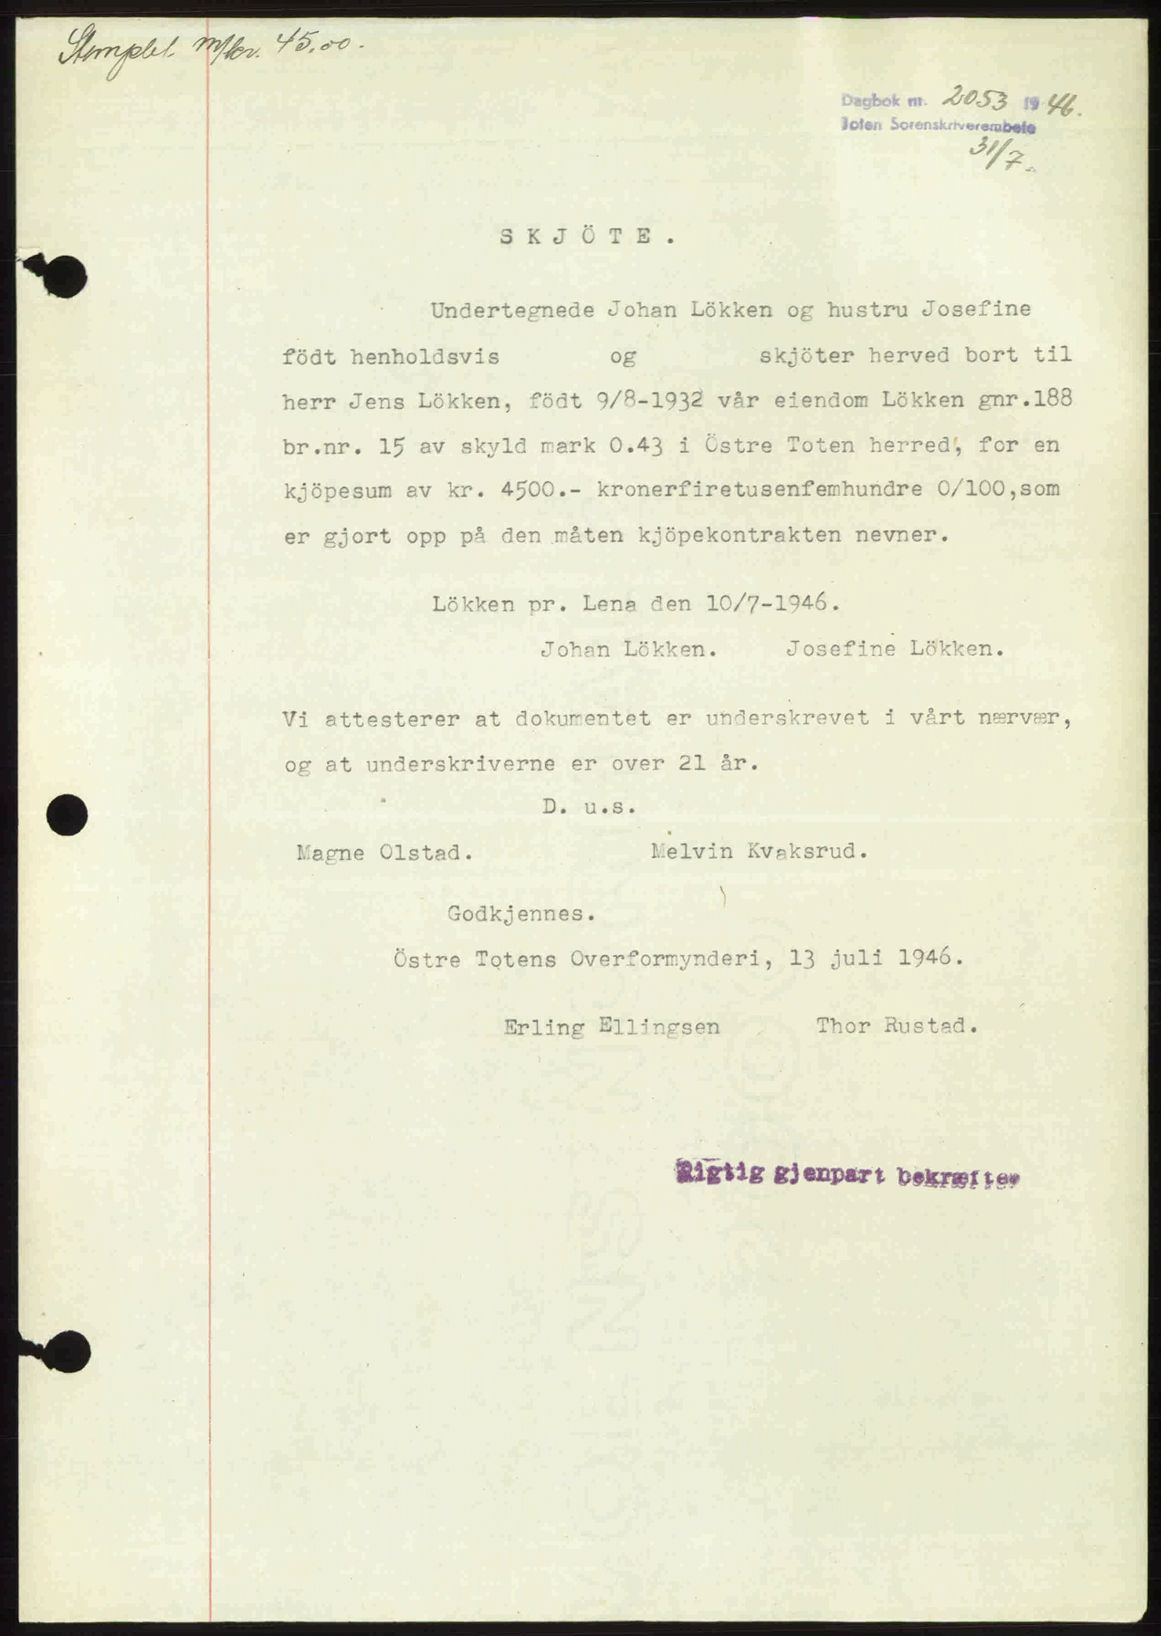 Stemplet m/kr. 45,00.
Dagbok nr. 2053 1946.
Toten Sorenskriverembete
31/7.
SKJÖTE.
Undertegnede Johan Lökken og hustru Josefine
födt henholdsvis og skjöter herved bort til
herr Jens Lökken, födt 9/8-1932 vår eiendom Lökken gnr.188
br.nr. 15 av skyld mark 0.43 i Östre Toten herred, for en
kjöpesum av kr. 4500.- kronerfiretusenfemhundre 0/100,som
er gjort opp på den måten kjöpekontrakten nevner.
Lökken pr. Lena den 10/7-1946.
Johan Lökken. Josefine Lökken.
Vi attesterer at dokumentet er underskrevet i vårt nærvær,
og at underskriverne er over 21 år.
D. u.s.
Magne Olstad. Melvin Kvaksrud.
Godkjennes.
Östre Totens Overformynderi, 13 juli 1946.
Erling Ellingsen Thor Rustad.
Rigtig gjenpart bekræfter